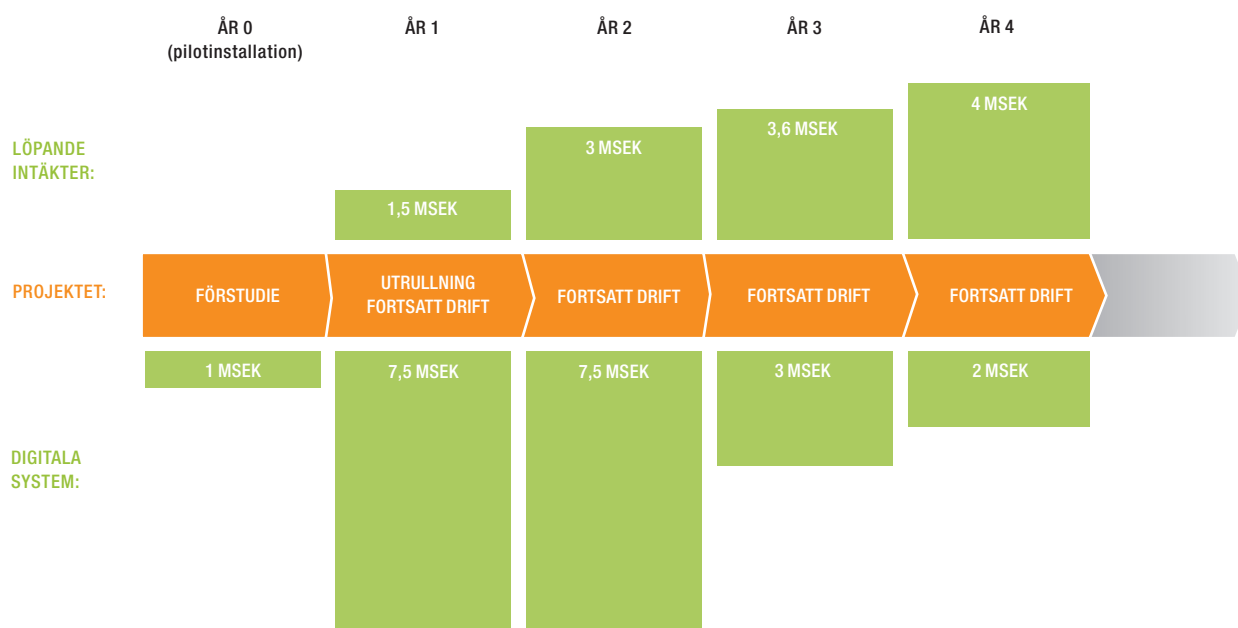 ÅR 0
(pilotinstallation)
ÅR 1
ÅR 2
ÅR 3
ÅR 4
LÖPANDE
INTÄKTER:
1,5 MSEK
3 MSEK
3,6 MSEK
4 MSEK
PROJEKTET:
FÖRSTUDIE
UTRULLNING
FORTSATT DRIFT
FORTSATT DRIFT
FORTSATT DRIFT
FORTSATT DRIFT
DIGITALA
SYSTEM:
1 MSEK
7,5 MSEK
7,5 MSEK
3 MSEK
2 MSEK